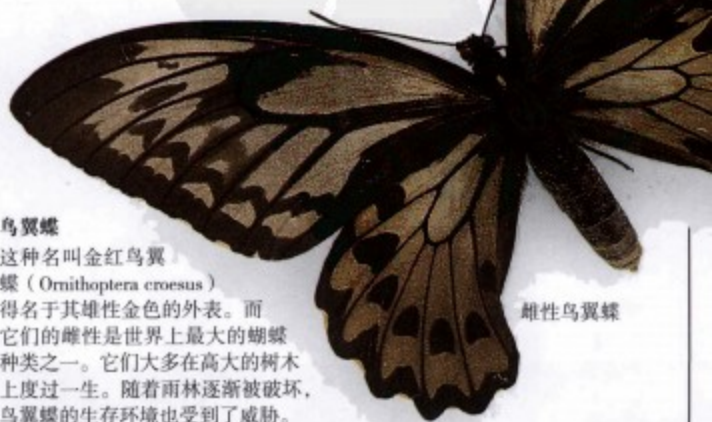 鸟翼蝶
这种名叫金红鸟翼
蝶（Ornithoptera croesus）
得名于其雄性金色的外表。而
它们的雌性是世界上最大的蝴蝶
种类之一。它们大多在高大的树木
上度过一生。随着雨林逐渐被破坏，
鸟翼蝶的生存环境也受到了威胁。
雌性鸟翼蝶